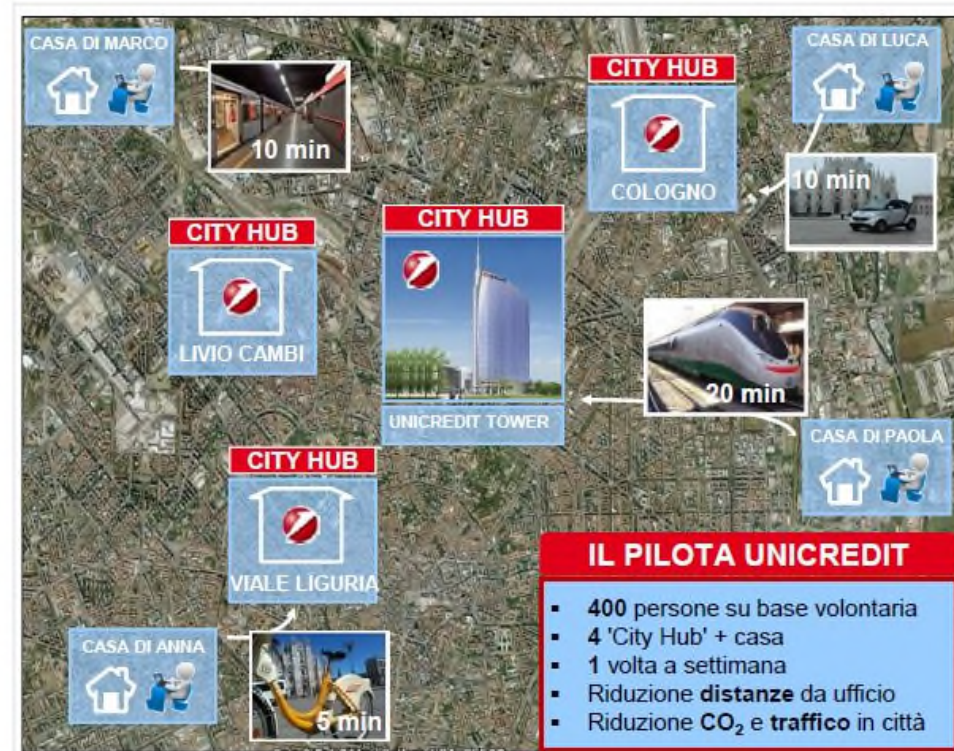 CASA DI MARCO
10 min
CITY HUB
COLOGNO
CASA DI LUCA
10 min
CITY HUB
LIVIO CAMBI
CITY HUB
UNICREDIT TOWER
20 min
CASA DI PAOLA
CITY HUB
VIALE LIGURIA
CASA DI ANNA
5 min
IL PILOTA UNICREDIT
▪ 400 persone su base volontaria
▪ 4 'City Hub' + casa
▪ 1 volta a settimana
▪ Riduzione distanze da ufficio
▪ Riduzione CO₂ e traffico in città